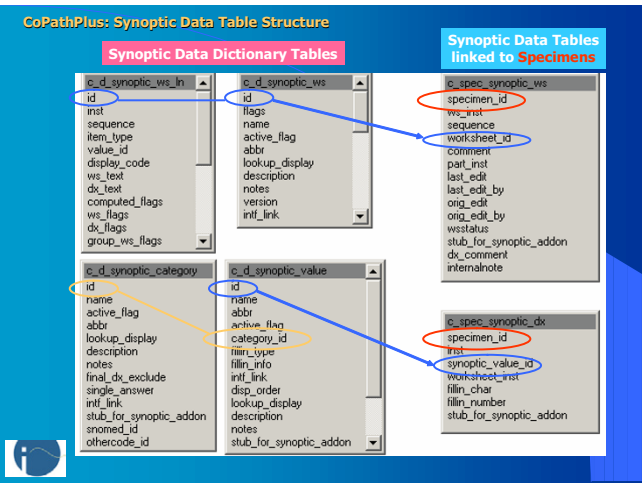 CoPathPlus: Synoptic Data Table Structure
Synoptic Data Dictionary Tables
Synoptic Data Tables
linked to Specimens
c_d_synoptic_ws_ln
id
inst
sequence
item_type
value_id
display_code
ws_text
dx_text
computed_flags
ws_flags
dx_flags
group_ws_flags
c_d_synoptic_ws
id
flags
name
active_flag
abbr
lookup_display
description
notes
version
intf_link
c_spec_synoptic_ws
specimen_id
ws_inst
sequence
worksheet_id
comment
part_inst
last_edit
last_edit_by
orig_edit
orig_edit_by
wsstatus
stub_for_synoptic_addon
dx_comment
internalnote
c_d_synoptic_category
id
name
active_flag
abbr
lookup_display
description
notes
final_dx_exclude
single_answer
intf_link
stub_for_synoptic_addon
snomed_id
othercode_id
c_d_synoptic_value
id
name
abbr
active_flag
category_id
fillin_type
fillin_info
intf_link
disp_order
lookup_display
description
notes
stub_for_synoptic_addon
c_spec_synoptic_dx
specimen_id
inst
synoptic_value_id
worksheet_inst
fillin_char
fillin_number
stub_for_synoptic_addon